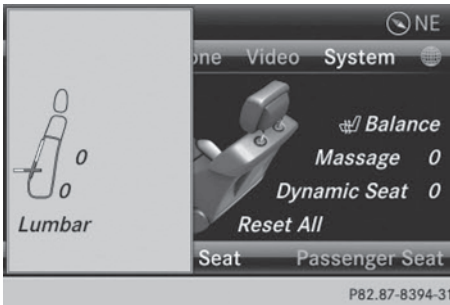 NE
one Video System
0
0
Lumbar
Balance
Massage 0
Dynamic Seat 0
Reset All
Seat Passenger Seat
P82.87-8394-31